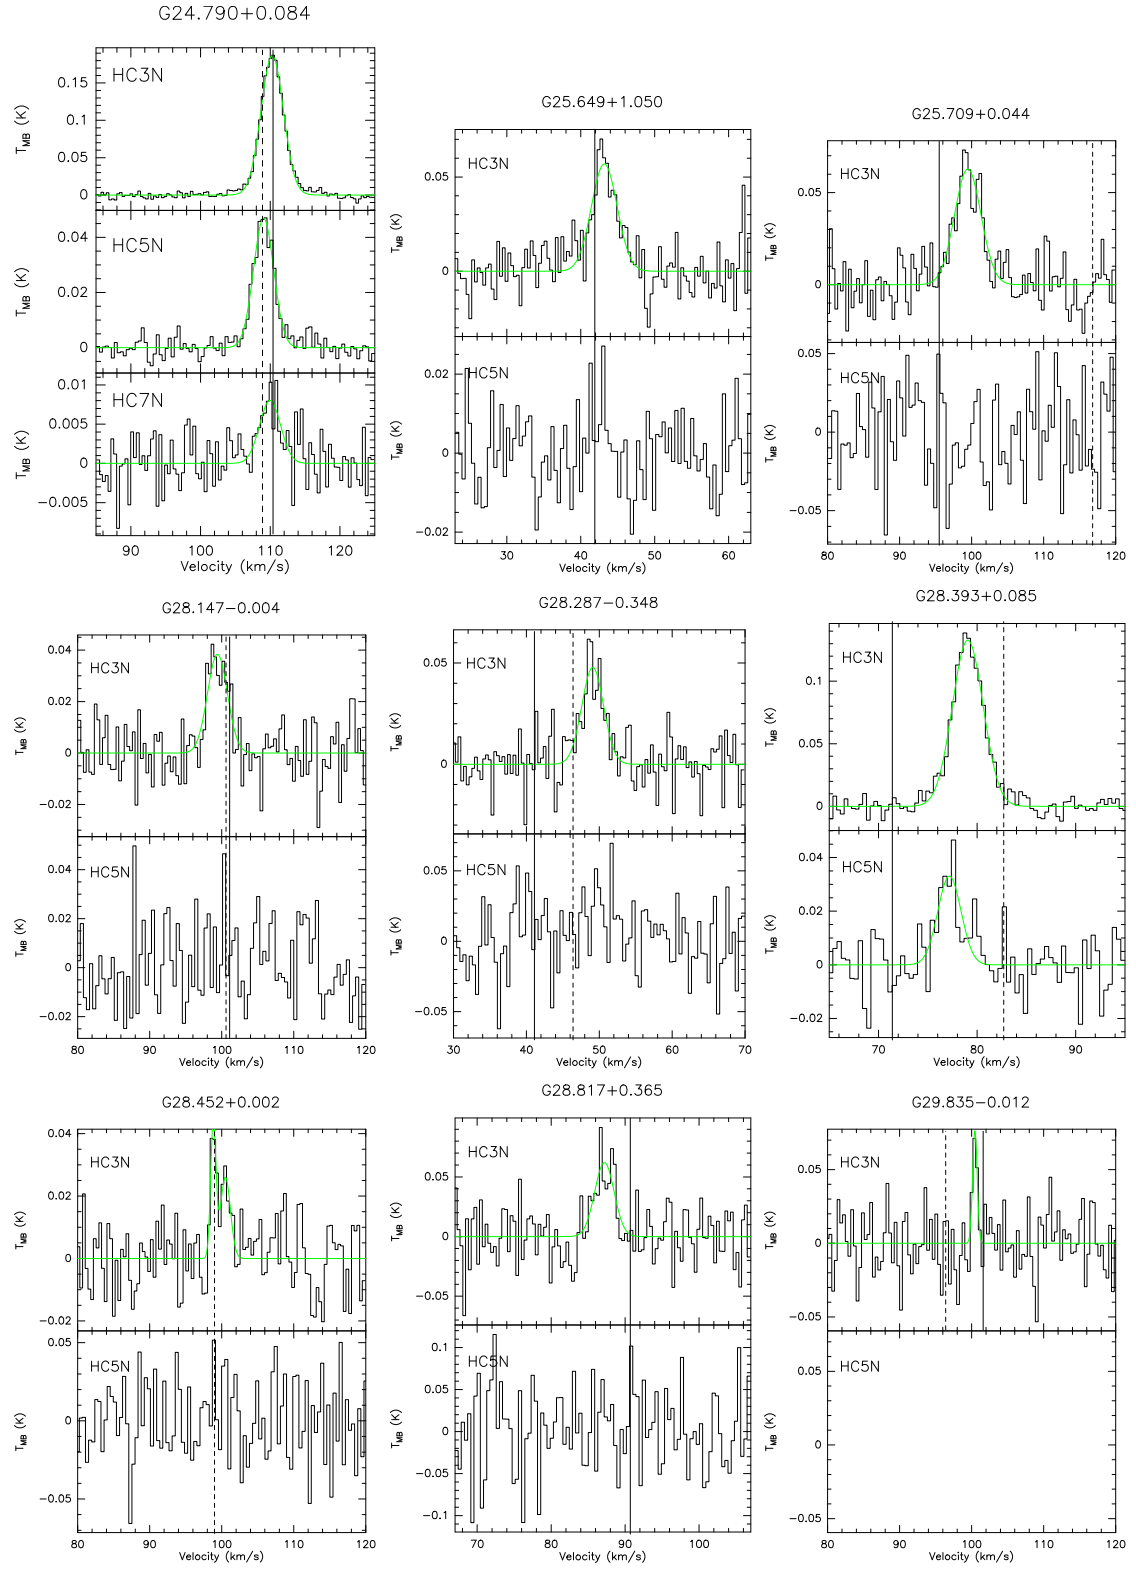 G24.790+0.084
HC3N
0.15
0.1
0.05
0
T_MB (K)
HC5N
0.04
0.02
0
T_MB (K)
HC7N
0.01
0.005
0
−0.005
T_MB (K)
90 100 110 120
Velocity (km/s)
G25.649+1.050
HC3N
0.05
0
T_MB (K)
HC5N
0.02
0
−0.02
T_MB (K)
30 40 50 60
Velocity (km/s)
G25.709+0.044
HC3N
0.05
0
T_MB (K)
HC5N
0.05
0
−0.05
T_MB (K)
80 90 100 110 120
Velocity (km/s)
G28.147−0.004
HC3N
0.04
0.02
0
−0.02
T_MB (K)
HC5N
0.04
0.02
0
−0.02
T_MB (K)
80 90 100 110 120
Velocity (km/s)
G28.287−0.348
HC3N
0.05
0
T_MB (K)
HC5N
0.05
0
−0.05
T_MB (K)
30 40 50 60 70
Velocity (km/s)
G28.393+0.085
HC3N
0.1
0.05
0
T_MB (K)
HC5N
0.04
0.02
0
−0.02
T_MB (K)
70 80 90
Velocity (km/s)
G28.452+0.002
HC3N
0.04
0.02
0
−0.02
T_MB (K)
HC5N
0.05
0
−0.05
T_MB (K)
80 90 100 110 120
Velocity (km/s)
G28.817+0.365
HC3N
0.05
0
−0.05
T_MB (K)
HC5N
0.1
0.05
0
−0.05
−0.1
T_MB (K)
70 80 90 100
Velocity (km/s)
G29.835−0.012
HC3N
0.05
0
−0.05
T_MB (K)
HC5N
0.05
0
−0.05
T_MB (K)
80 90 100 110 120
Velocity (km/s)